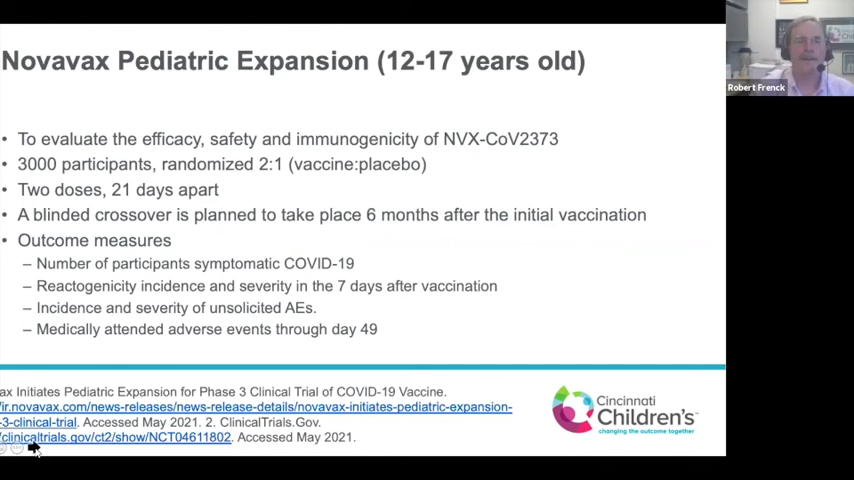 Novavax Pediatric Expansion (12-17 years old)
• To evaluate the efficacy, safety and immunogenicity of NVX-CoV2373
• 3000 participants, randomized 2:1 (vaccine:placebo)
• Two doses, 21 days apart
• A blinded crossover is planned to take place 6 months after the initial vaccination
• Outcome measures
– Number of participants symptomatic COVID-19
– Reactogenicity incidence and severity in the 7 days after vaccination
– Incidence and severity of unsolicited AEs.
– Medically attended adverse events through day 49
ax Initiates Pediatric Expansion for Phase 3 Clinical Trial of COVID-19 Vaccine.
/ir.novavax.com/news-releases/news-release-details/novavax-initiates-pediatric-expansion-
-3-clinical-trial. Accessed May 2021. 2. ClinicalTrials.Gov.
/clinicaltrials.gov/ct2/show/NCT04611802. Accessed May 2021.
Cincinnati
Children's™
changing the outcome together
Robert Frenck